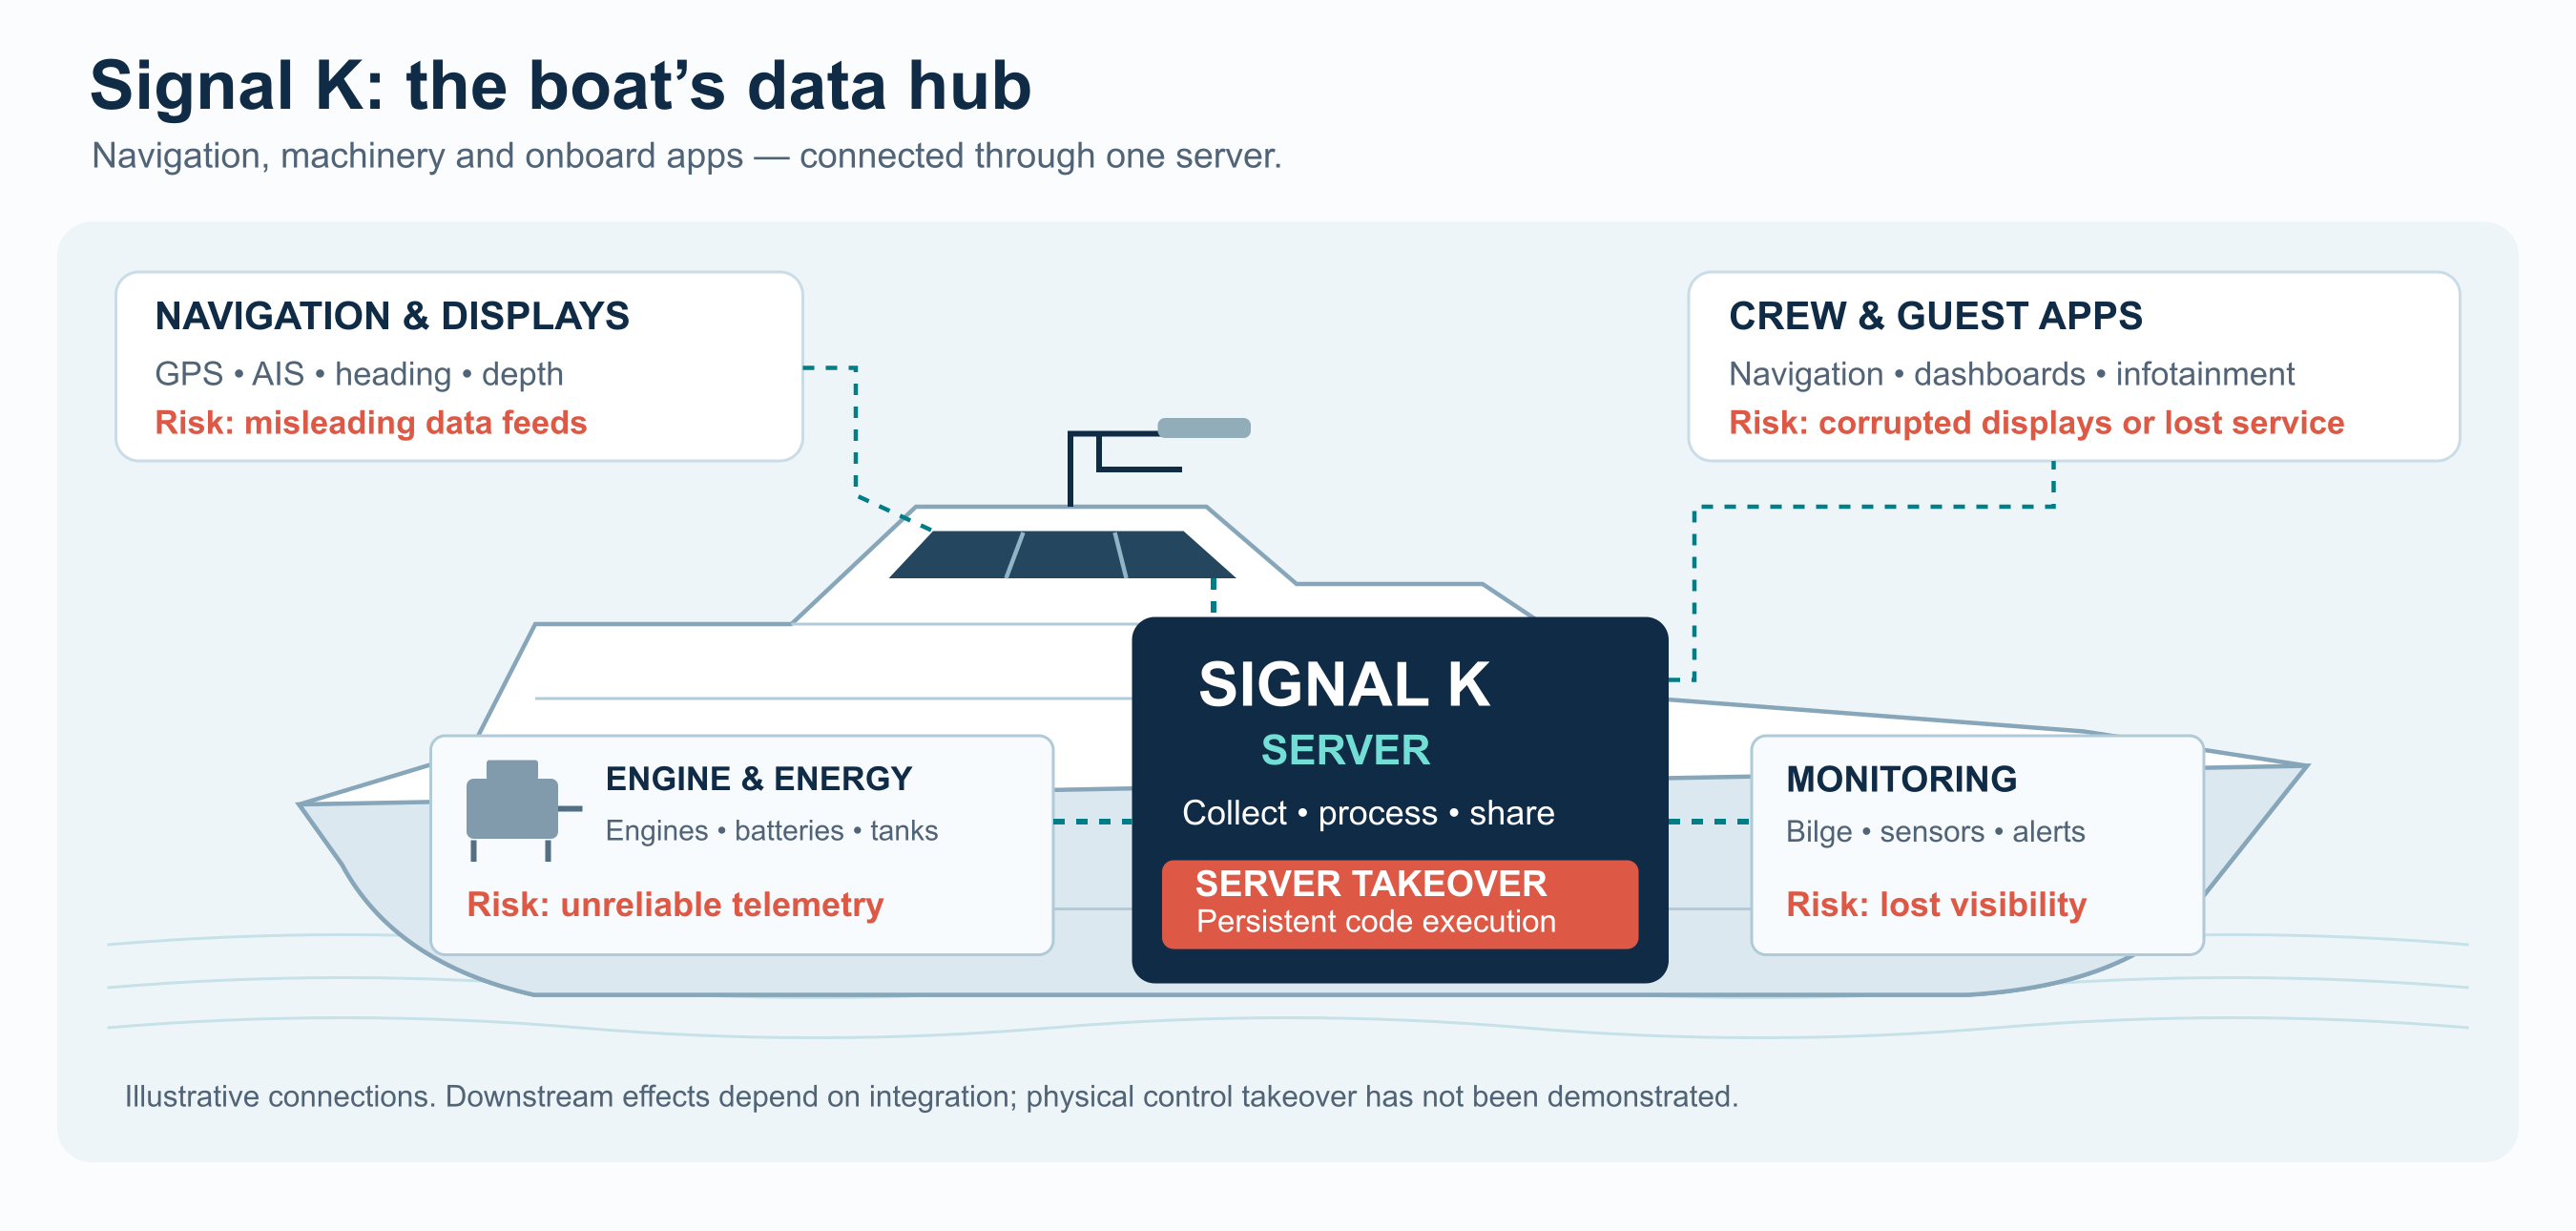 Signal K: the boat’s data hub
Navigation, machinery and onboard apps — connected through one server.
NAVIGATION & DISPLAYS
GPS • AIS • heading • depth
Risk: misleading data feeds
CREW & GUEST APPS
Navigation • dashboards • infotainment
Risk: corrupted displays or lost service
ENGINE & ENERGY
Engines • batteries • tanks
Risk: unreliable telemetry
SIGNAL K
SERVER
Collect • process • share
SERVER TAKEOVER
Persistent code execution
MONITORING
Bilge • sensors • alerts
Risk: lost visibility
Illustrative connections. Downstream effects depend on integration; physical control takeover has not been demonstrated.